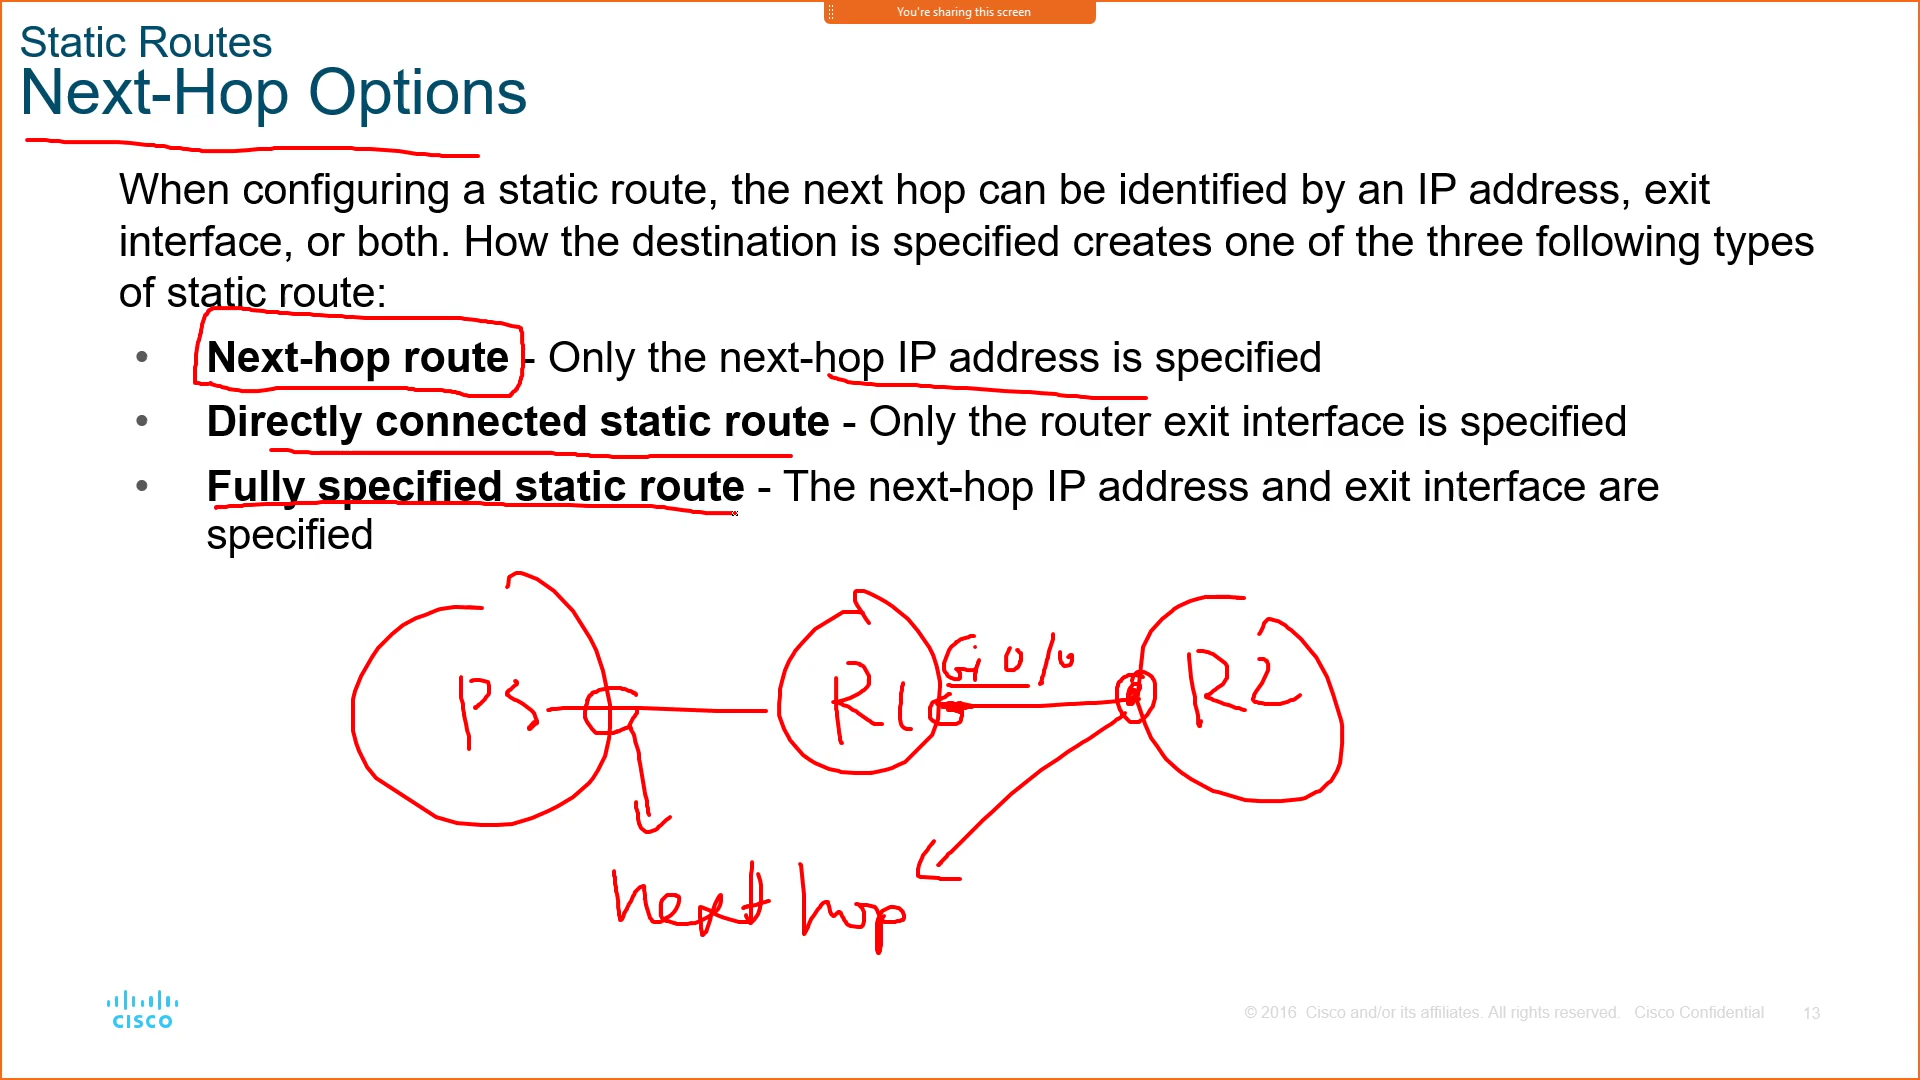 You're sharing this screen
Static Routes
Next-Hop Options
When configuring a static route, the next hop can be identified by an IP address, exit
interface, or both. How the destination is specified creates one of the three following types
of static route:
• Next-hop route - Only the next-hop IP address is specified
• Directly connected static route - Only the router exit interface is specified
• Fully specified static route - The next-hop IP address and exit interface are
specified
R1
Gi 0/0
R2
next hop
CISCO
© 2016 Cisco and/or its affiliates. All rights reserved. Cisco Confidential 13